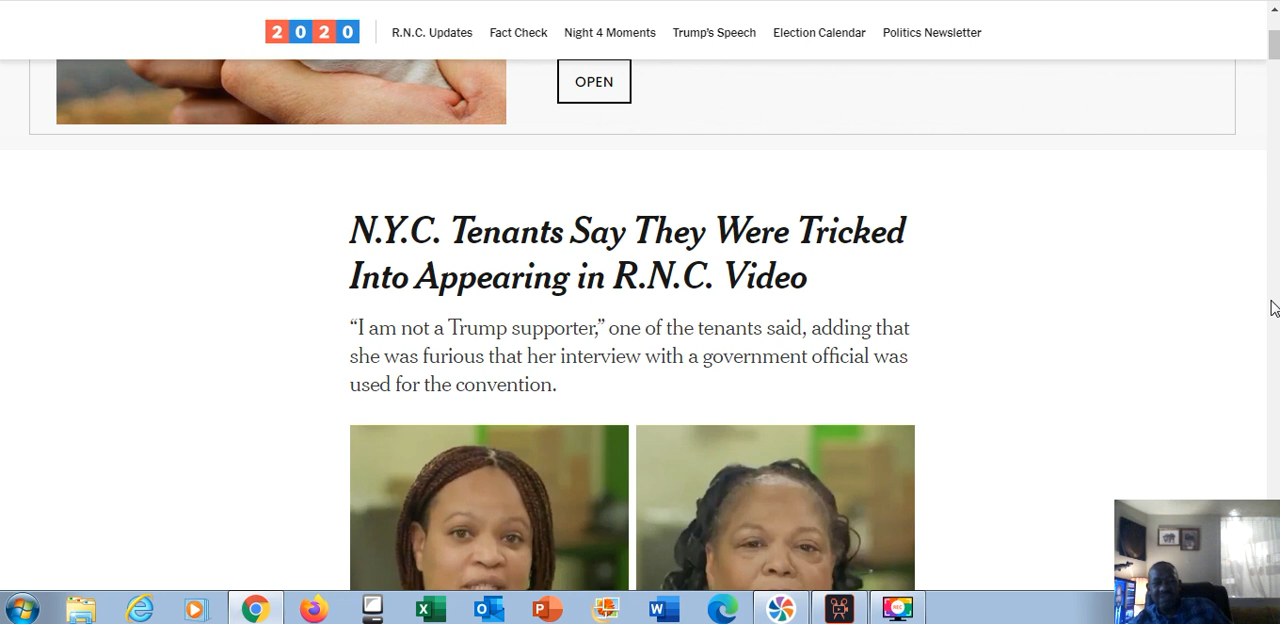 2020
R.N.C. Updates Fact Check Night 4 Moments Trump's Speech Election Calendar Politics Newsletter
OPEN
N.Y.C. Tenants Say They Were Tricked
Into Appearing in R.N.C. Video
“I am not a Trump supporter,” one of the tenants said, adding that
she was furious that her interview with a government official was
used for the convention.